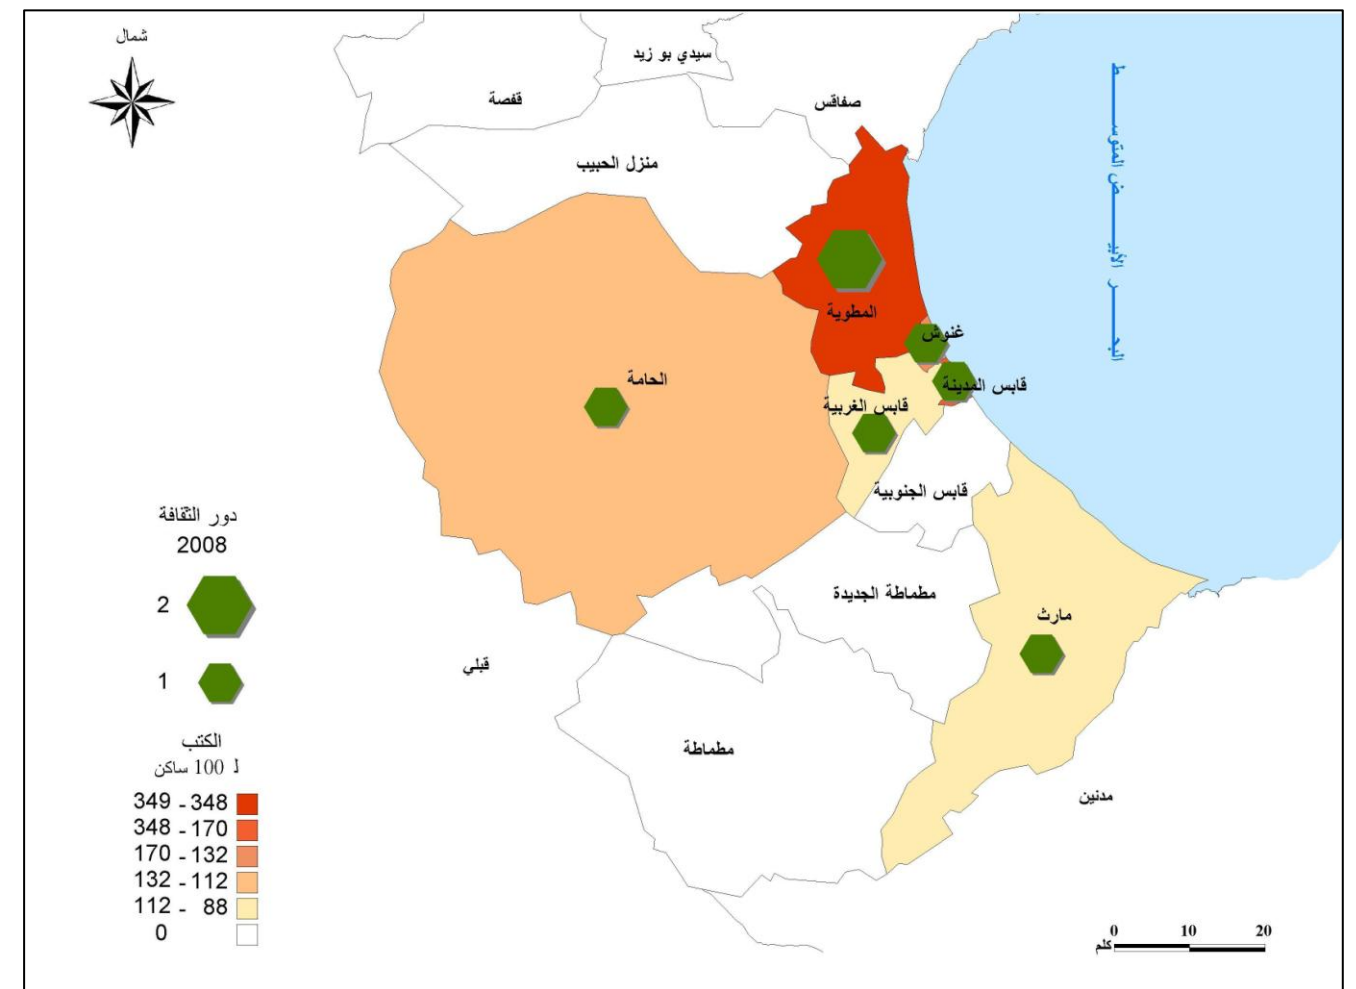 شمال
سيدي بو زيد
قفصة
صفاقس
منزل الحبيب
البحر الأبيض المتوسط
المطوية
غنوش
الحامة
قابس المدينة
قابس الغربية
قابس الجنوبية
مطماطة الجديدة
مارث
قبلي
مطماطة
مدنين
دور الثقافة
2008
2
1
الكتب
لـ 100 ساكن
349 - 348
348 - 170
170 - 132
132 - 112
112 - 88
0
0 10 20
كلم